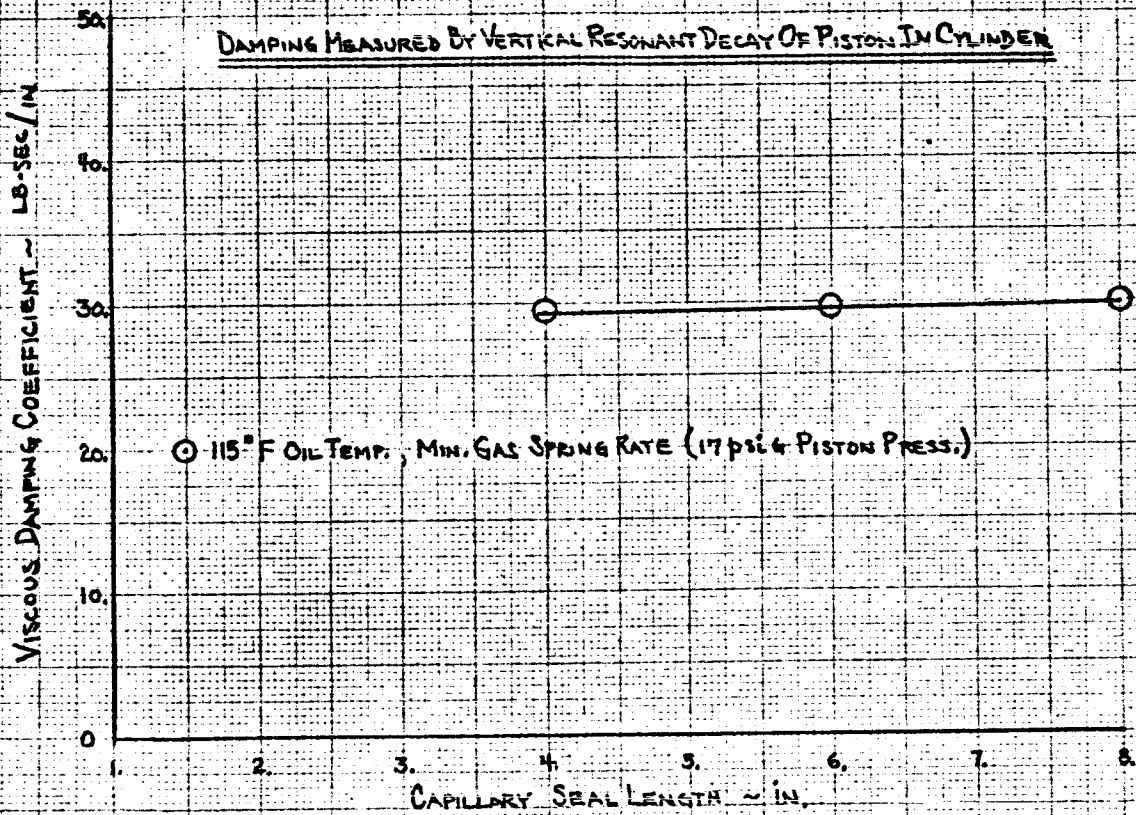 DAMPING MEASURED BY VERTICAL RESONANT DECAY OF PISTON IN CYLINDER
VISCOUS DAMPING COEFFICIENT ~ LB-SEC/IN
50.
40.
30.
20.
10.
0
115°F OIL TEMP., MIN. GAS SPRING RATE (17 psig PISTON PRESS.)
1. 2. 3. 4. 5. 6. 7. 8.
CAPILLARY SEAL LENGTH ~ IN.